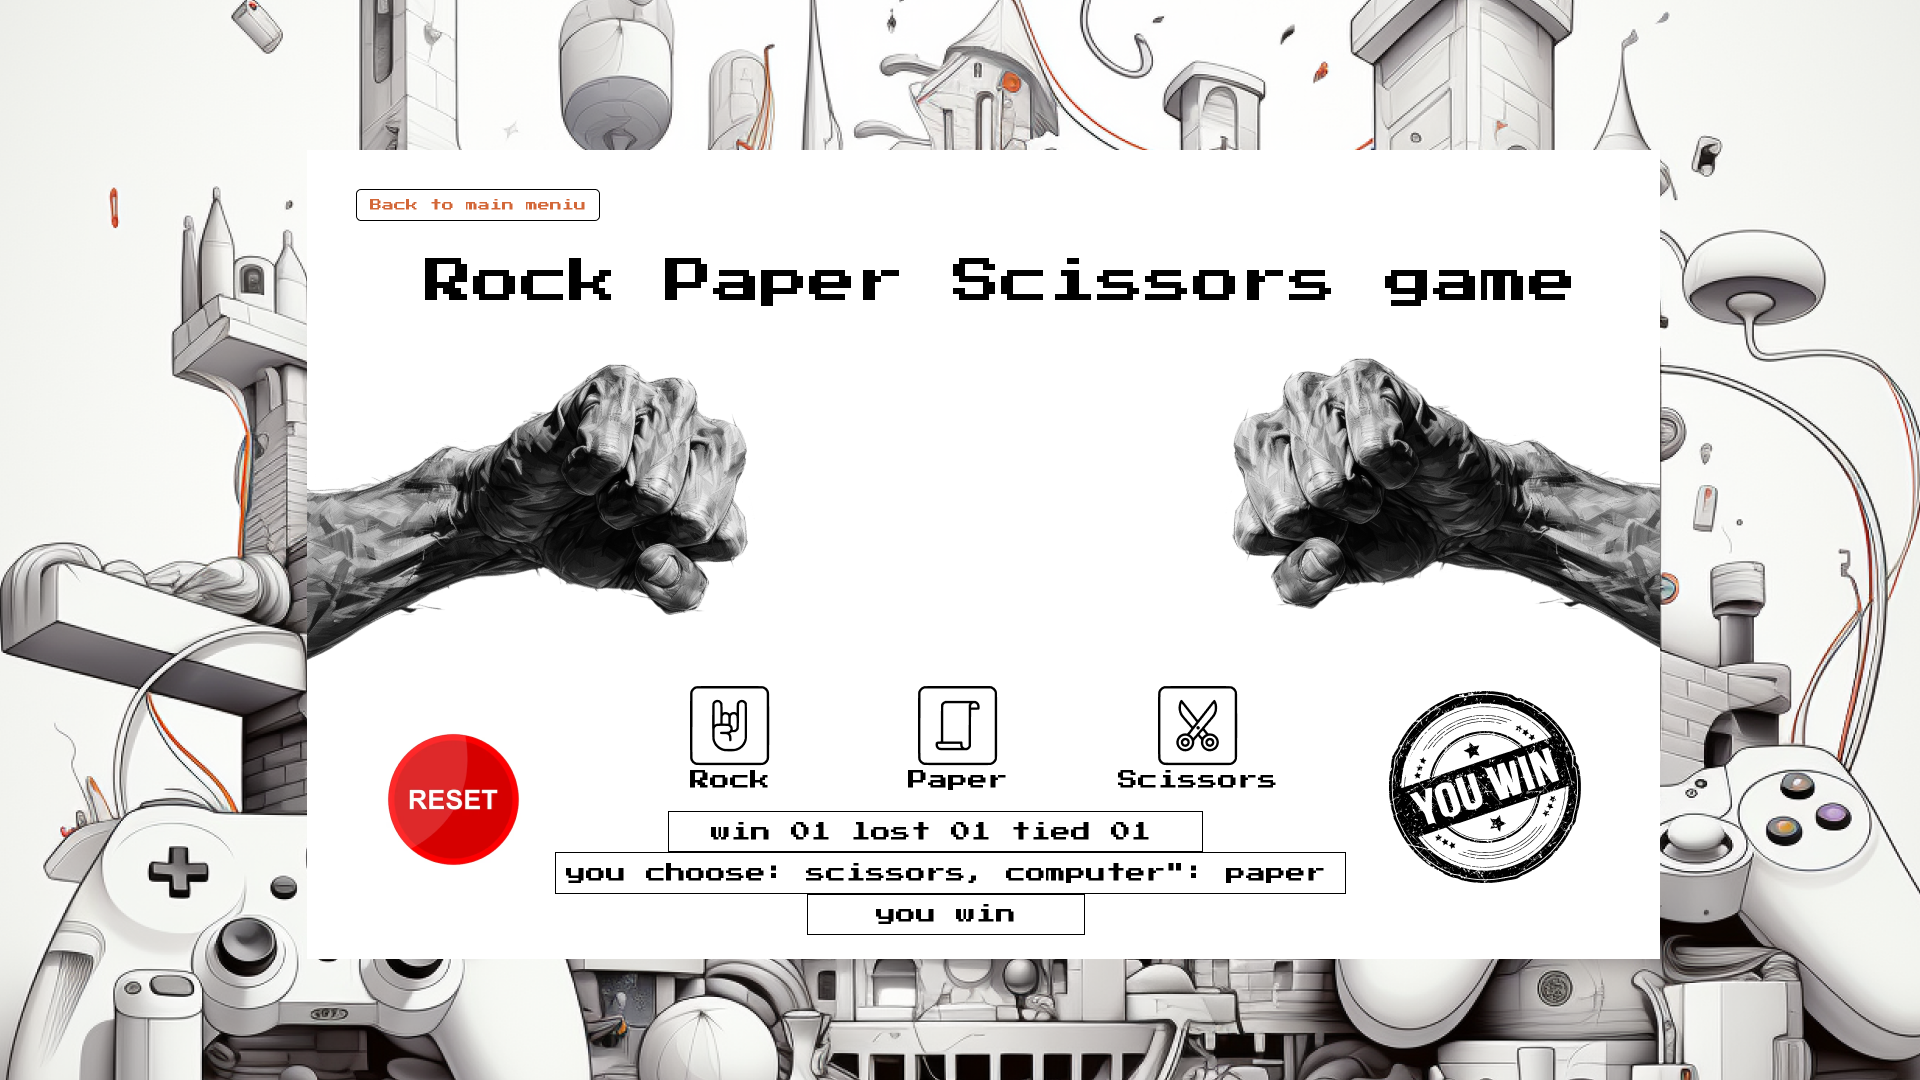 Back to main meniu
Rock Paper Scissors game
Rock
Paper
Scissors
RESET
YOU WIN
win 01 lost 01 tied 01
you choose: scissors, computer": paper
you win